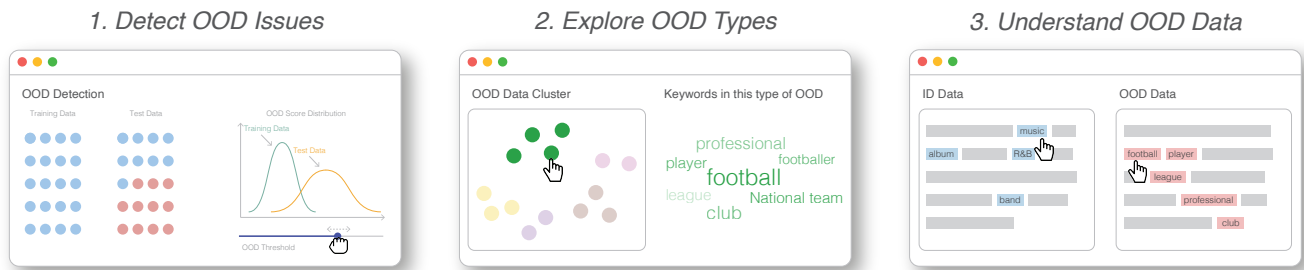 1. Detect OOD Issues
OOD Detection
Training Data
Test Data
OOD Score Distribution
Training Data
Test Data
OOD Threshold
2. Explore OOD Types
OOD Data Cluster
Keywords in this type of OOD
professional
player
footballer
football
league
National team
club
3. Understand OOD Data
ID Data
music
album
R&B
band
OOD Data
football player
league
professional
club